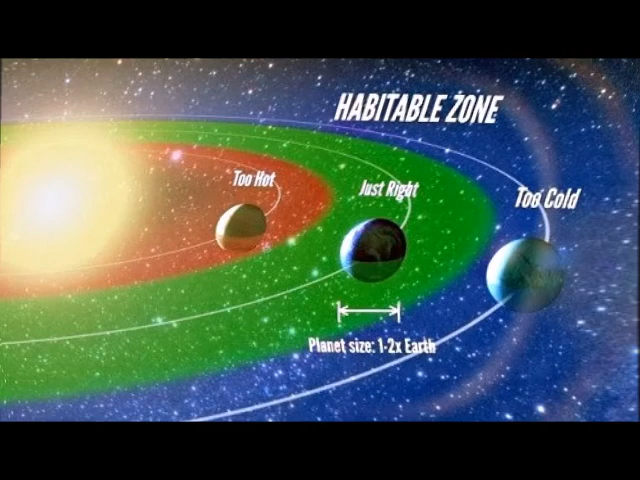 HABITABLE ZONE
Too Hot
Just Right
Too Cold
Planet size: 1-2x Earth